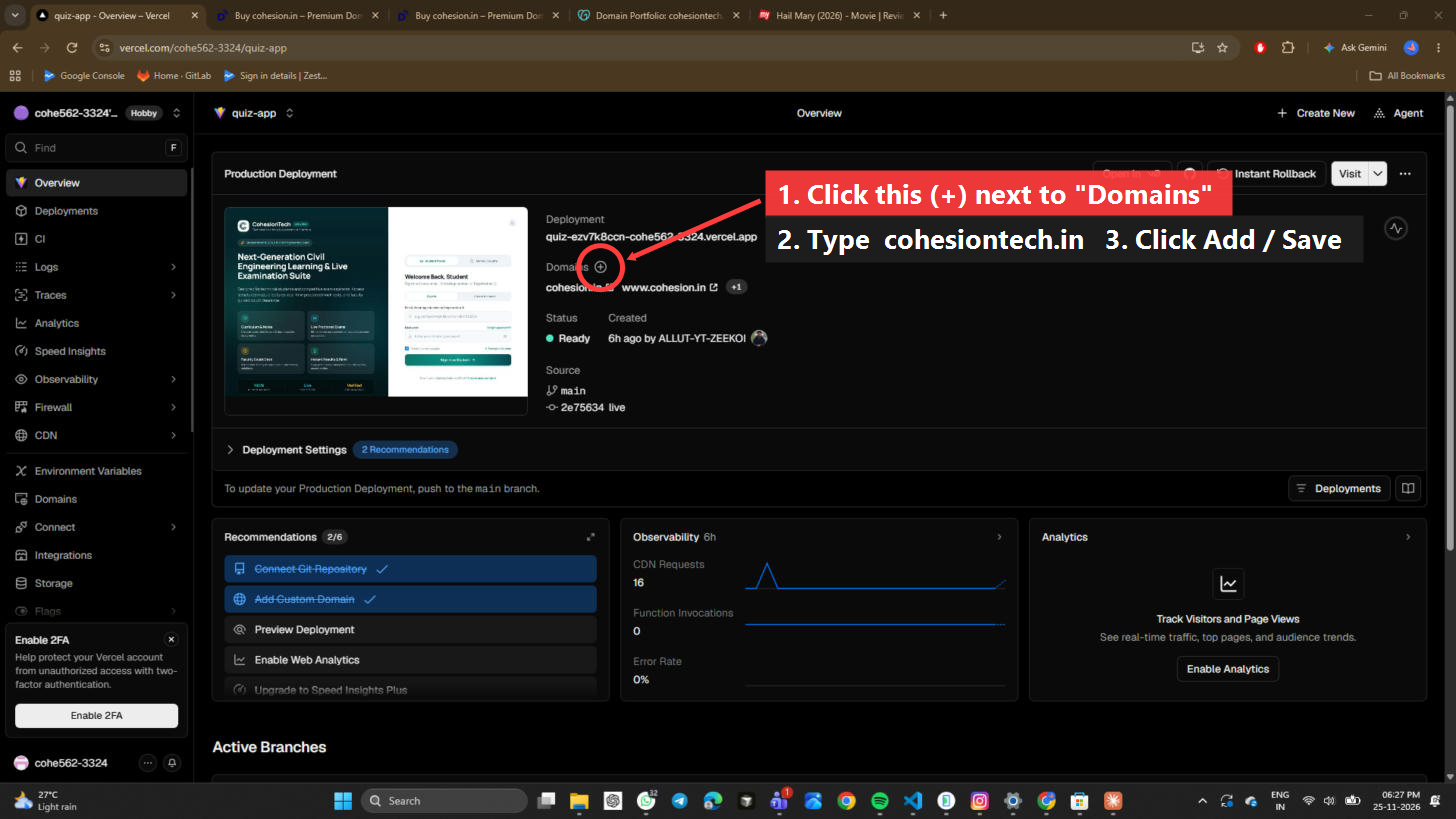 quiz-app – Overview – Vercel
Buy cohesion.in – Premium Dom
Buy cohesion.in – Premium Dom
Domain Portfolio: cohesiontech.
Hail Mary (2026) - Movie | Revie
vercel.com/cohe562-3324/quiz-app
Ask Gemini
Google Console
Home · GitLab
Sign in details | Zest...
All Bookmarks
cohe562-3324'... Hobby
quiz-app
Overview
Create New
Agent
Find F
Overview
Deployments
CI
Logs
Traces
Analytics
Speed Insights
Observability
Firewall
CDN
Environment Variables
Domains
Connect
Integrations
Storage
Flags
Enable 2FA
Help protect your Vercel account
from unauthorized access with two-
factor authentication.
Enable 2FA
cohe562-3324
Production Deployment
Instant Rollback
Visit
1. Click this (+) next to "Domains"
2. Type cohesiontech.in 3. Click Add / Save
CohesionTech
Next-Generation Civil
Engineering Learning & Live
Examination Suite
Welcome Back, Student
Deployment
quiz-ezv7k8ccn-cohe562-3324.vercel.app
Domains
cohesion.in www.cohesion.in +1
Status Created
Ready 6h ago by ALLUT-YT-ZEEKOI
Source
main
2e75634 live
Deployment Settings 2 Recommendations
To update your Production Deployment, push to the main branch.
Deployments
Recommendations 2/6
Connect Git Repository
Add Custom Domain
Preview Deployment
Enable Web Analytics
Upgrade to Speed Insights Plus
Observability 6h
CDN Requests
16
Function Invocations
0
Error Rate
0%
Analytics
Track Visitors and Page Views
See real-time traffic, top pages, and audience trends.
Enable Analytics
Active Branches
27°C
Light rain
Search
32
1
ENG
IN
06:27 PM
25-11-2026